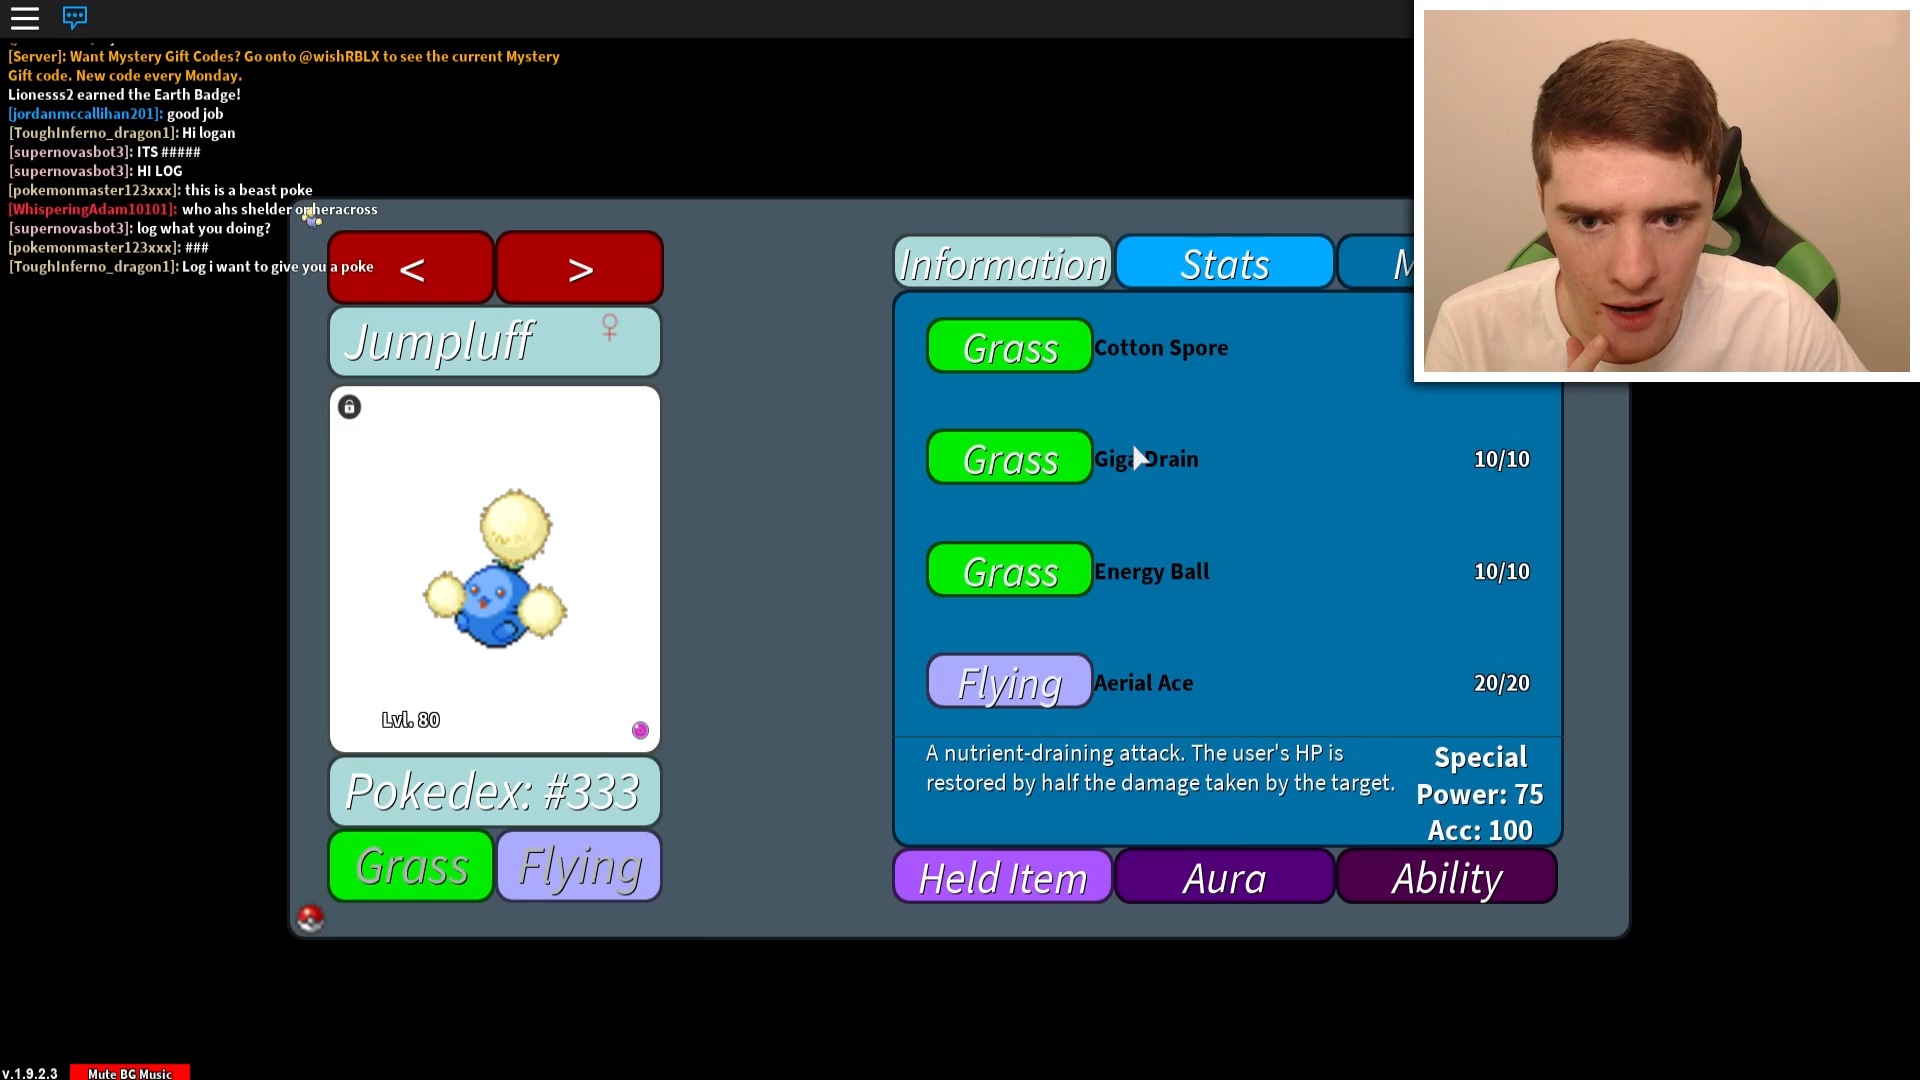 [Server]: Want Mystery Gift Codes? Go onto @wishRBLX to see the current Mystery
Gift code. New code every Monday.
Lionesss2 earned the Earth Badge!
[jordanmccallihan201]: good job
[ToughInferno_dragon1]: Hi logan
[supernovasbot3]: ITS #####
[supernovasbot3]: HI LOG
[pokemonmaster123xxx]: this is a beast poke
[WhisperingAdam10101]: who ahs shelder or heracross
[supernovasbot3]: log what you doing?
[pokemonmaster123xxx]: ###
[ToughInferno_dragon1]: Log i want to give you a poke
< >
Jumpluff ♀
Lvl. 80
Pokedex: #333
Grass Flying
Information Stats M
Grass Cotton Spore
Grass Giga Drain 10/10
Grass Energy Ball 10/10
Flying Aerial Ace 20/20
A nutrient-draining attack. The user's HP is
restored by half the damage taken by the target.
Special
Power: 75
Acc: 100
Held Item Aura Ability
v.1.9.2.3 Mute BG Music